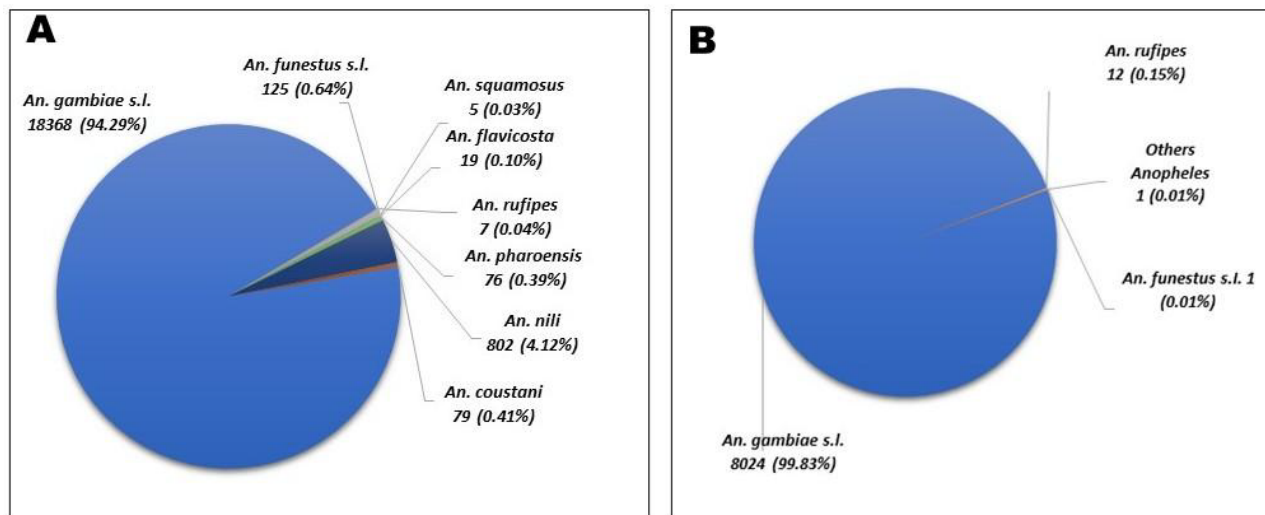 A
An. funestus s.l.
125 (0.64%)
An. gambiae s.l.
18368 (94.29%)
An. squamosus
5 (0.03%)
An. flavicosta
19 (0.10%)
An. rufipes
7 (0.04%)
An. pharoensis
76 (0.39%)
An. nili
802 (4.12%)
An. coustani
79 (0.41%)
B
An. rufipes
12 (0.15%)
Others
Anopheles
1 (0.01%)
An. funestus s.l. 1
(0.01%)
An. gambiae s.l.
8024 (99.83%)